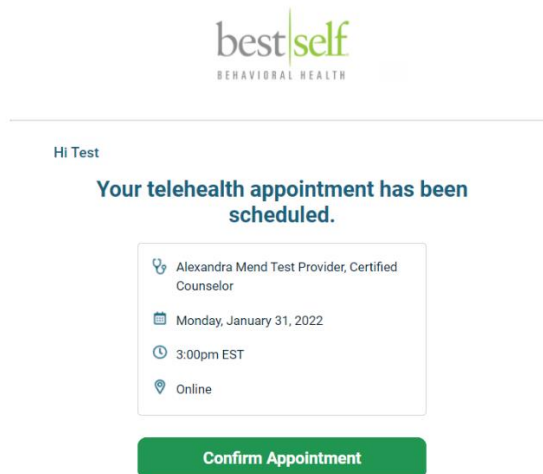 best self
BEHAVIORAL HEALTH
Hi Test
Your telehealth appointment has been
scheduled.
Alexandra Mend Test Provider, Certified
Counselor
Monday, January 31, 2022
3:00pm EST
Online
Confirm Appointment